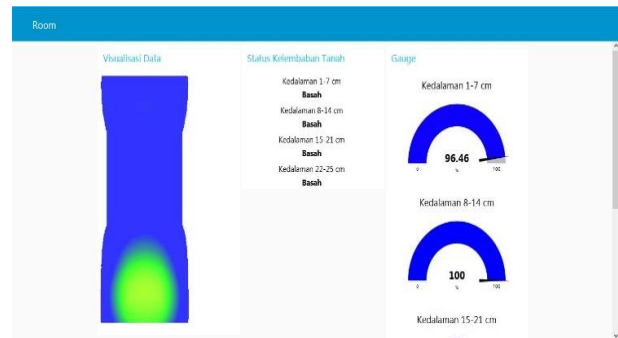 Room
Visualisasi Data
Status Kelembaban Tanah
Kedalaman 1-7 cm
Basah
Kedalaman 8-14 cm
Basah
Kedalaman 15-21 cm
Basah
Kedalaman 22-25 cm
Basah
Gauge
Kedalaman 1-7 cm
96.46
0 % 100
Kedalaman 8-14 cm
100
0 % 100
Kedalaman 15-21 cm